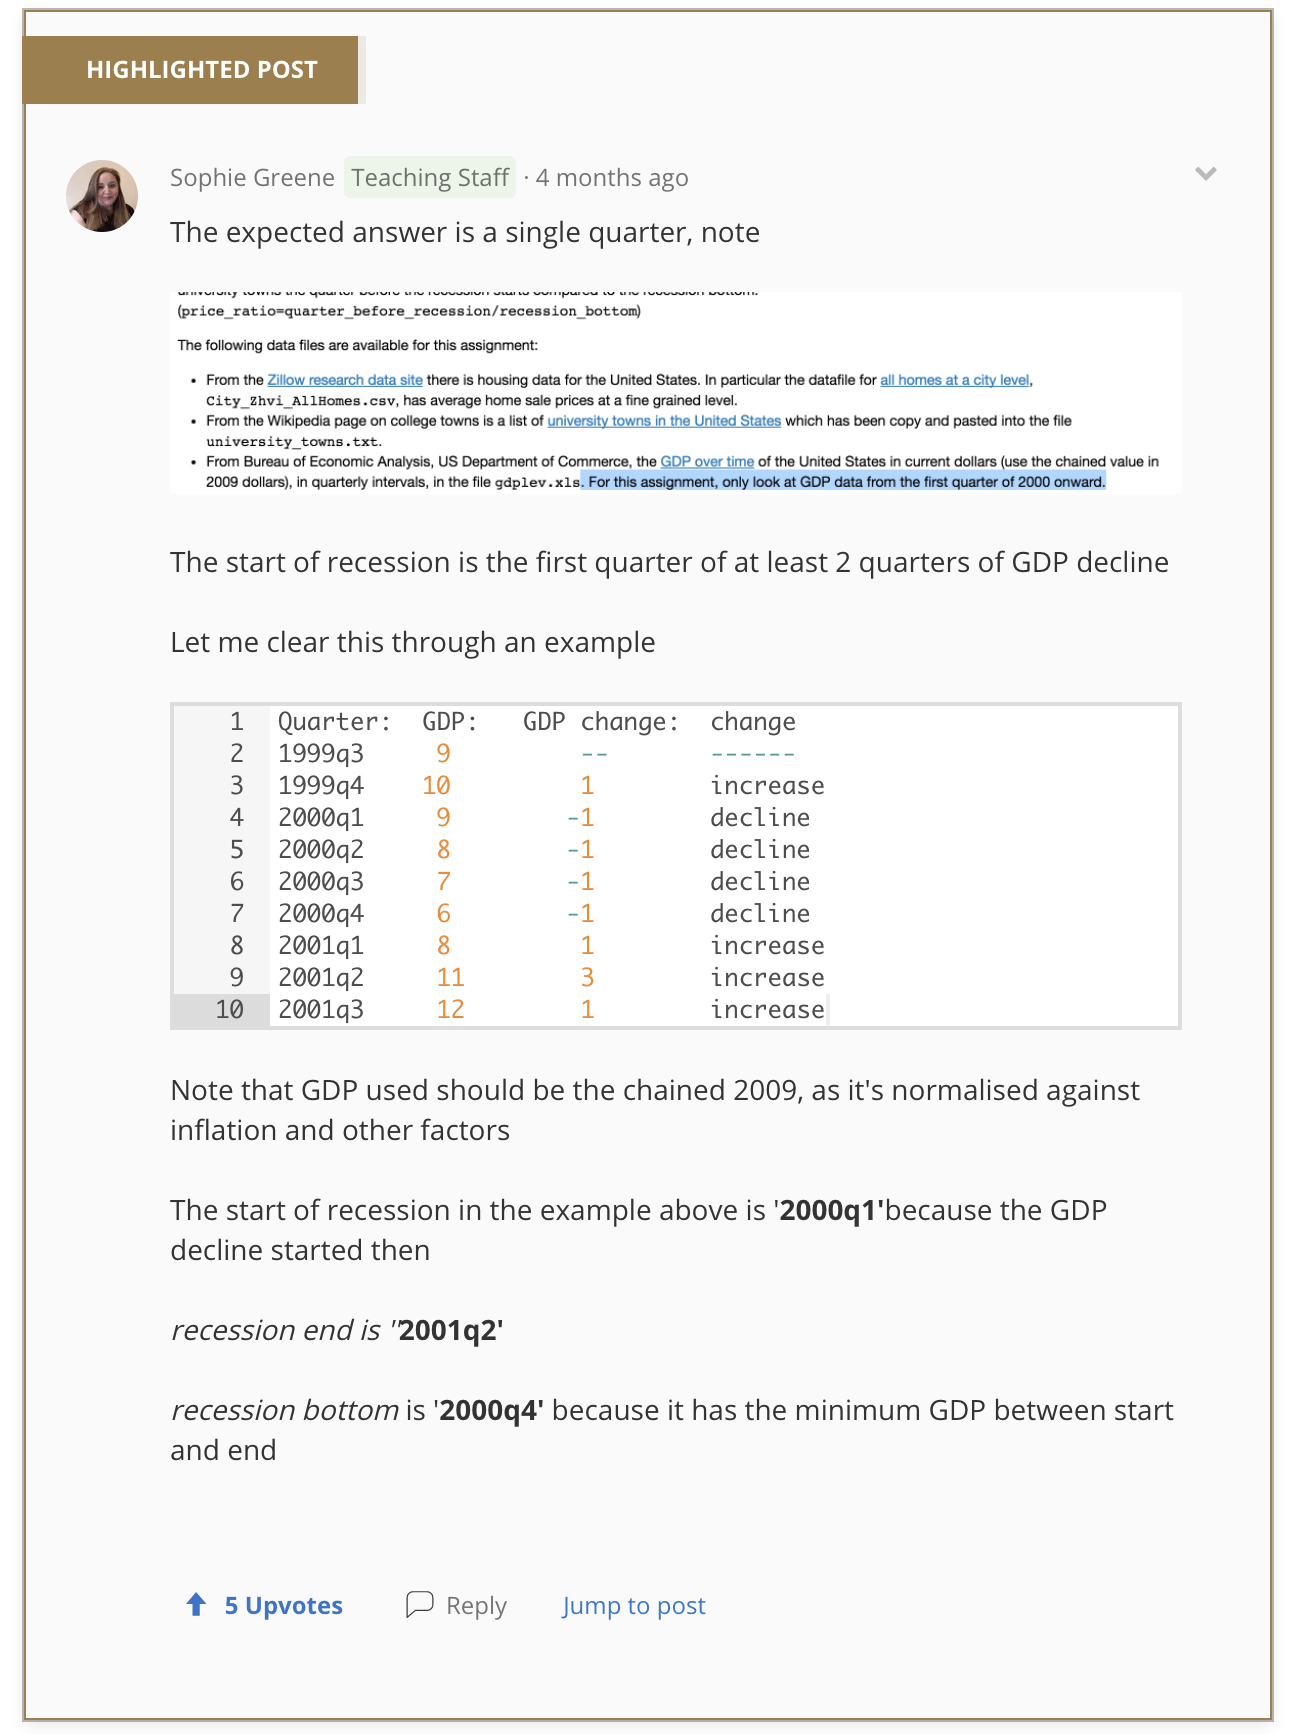 HIGHLIGHTED POST
Sophie Greene Teaching Staff · 4 months ago
The expected answer is a single quarter, note
university towns the quarter before the recession starts compared to the recession bottom.
(price_ratio=quarter_before_recession/recession_bottom)
The following data files are available for this assignment:
• From the Zillow research data site there is housing data for the United States. In particular the datafile for all homes at a city level,
City_Zhvi_AllHomes.csv, has average home sale prices at a fine grained level.
• From the Wikipedia page on college towns is a list of university towns in the United States which has been copy and pasted into the file
university_towns.txt.
• From Bureau of Economic Analysis, US Department of Commerce, the GDP over time of the United States in current dollars (use the chained value in
2009 dollars), in quarterly intervals, in the file gdplev.xls. For this assignment, only look at GDP data from the first quarter of 2000 onward.
The start of recession is the first quarter of at least 2 quarters of GDP decline
Let me clear this through an example
1 Quarter: GDP: GDP change: change
2 1999q3 9 -- ------
3 1999q4 10 1 increase
4 2000q1 9 -1 decline
5 2000q2 8 -1 decline
6 2000q3 7 -1 decline
7 2000q4 6 -1 decline
8 2001q1 8 1 increase
9 2001q2 11 3 increase
10 2001q3 12 1 increase
Note that GDP used should be the chained 2009, as it's normalised against
inflation and other factors
The start of recession in the example above is '2000q1'because the GDP
decline started then
recession end is ''2001q2'
recession bottom is '2000q4' because it has the minimum GDP between start
and end
5 Upvotes Reply Jump to post